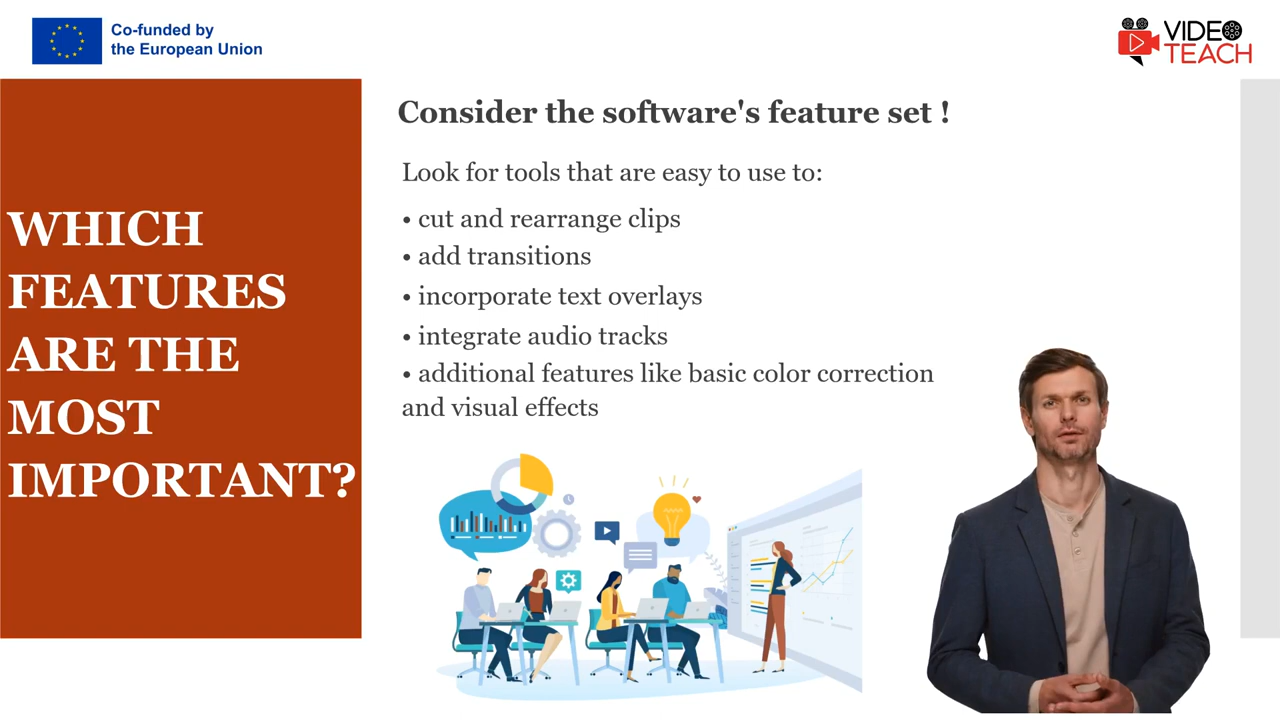 Co-funded by
the European Union
VIDEO
TEACH
WHICH
FEATURES
ARE THE
MOST
IMPORTANT?
Consider the software's feature set !
Look for tools that are easy to use to:
• cut and rearrange clips
• add transitions
• incorporate text overlays
• integrate audio tracks
• additional features like basic color correction
and visual effects